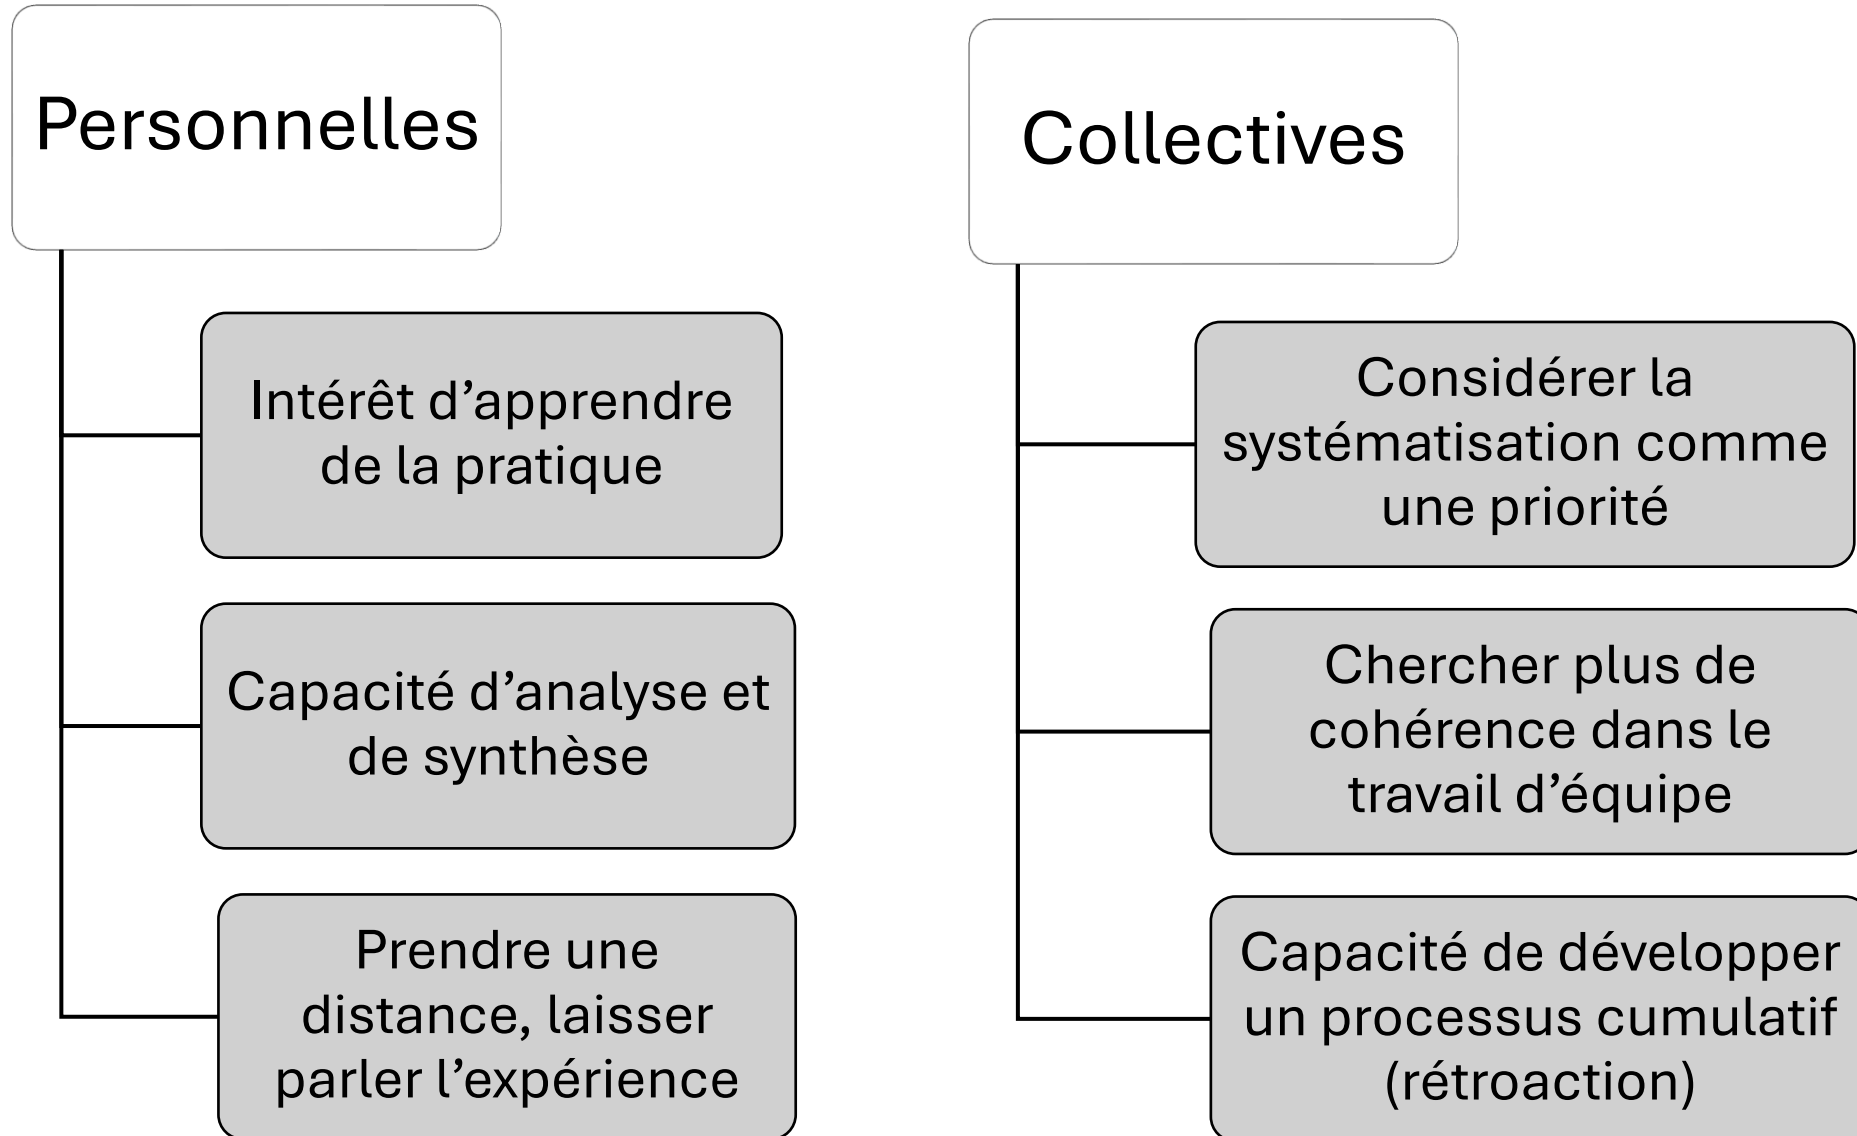 Personnelles
Intérêt d’apprendre
de la pratique
Capacité d’analyse et
de synthèse
Prendre une
distance, laisser
parler l’expérience
Collectives
Considérer la
systématisation comme
une priorité
Chercher plus de
cohérence dans le
travail d’équipe
Capacité de développer
un processus cumulatif
(rétroaction)